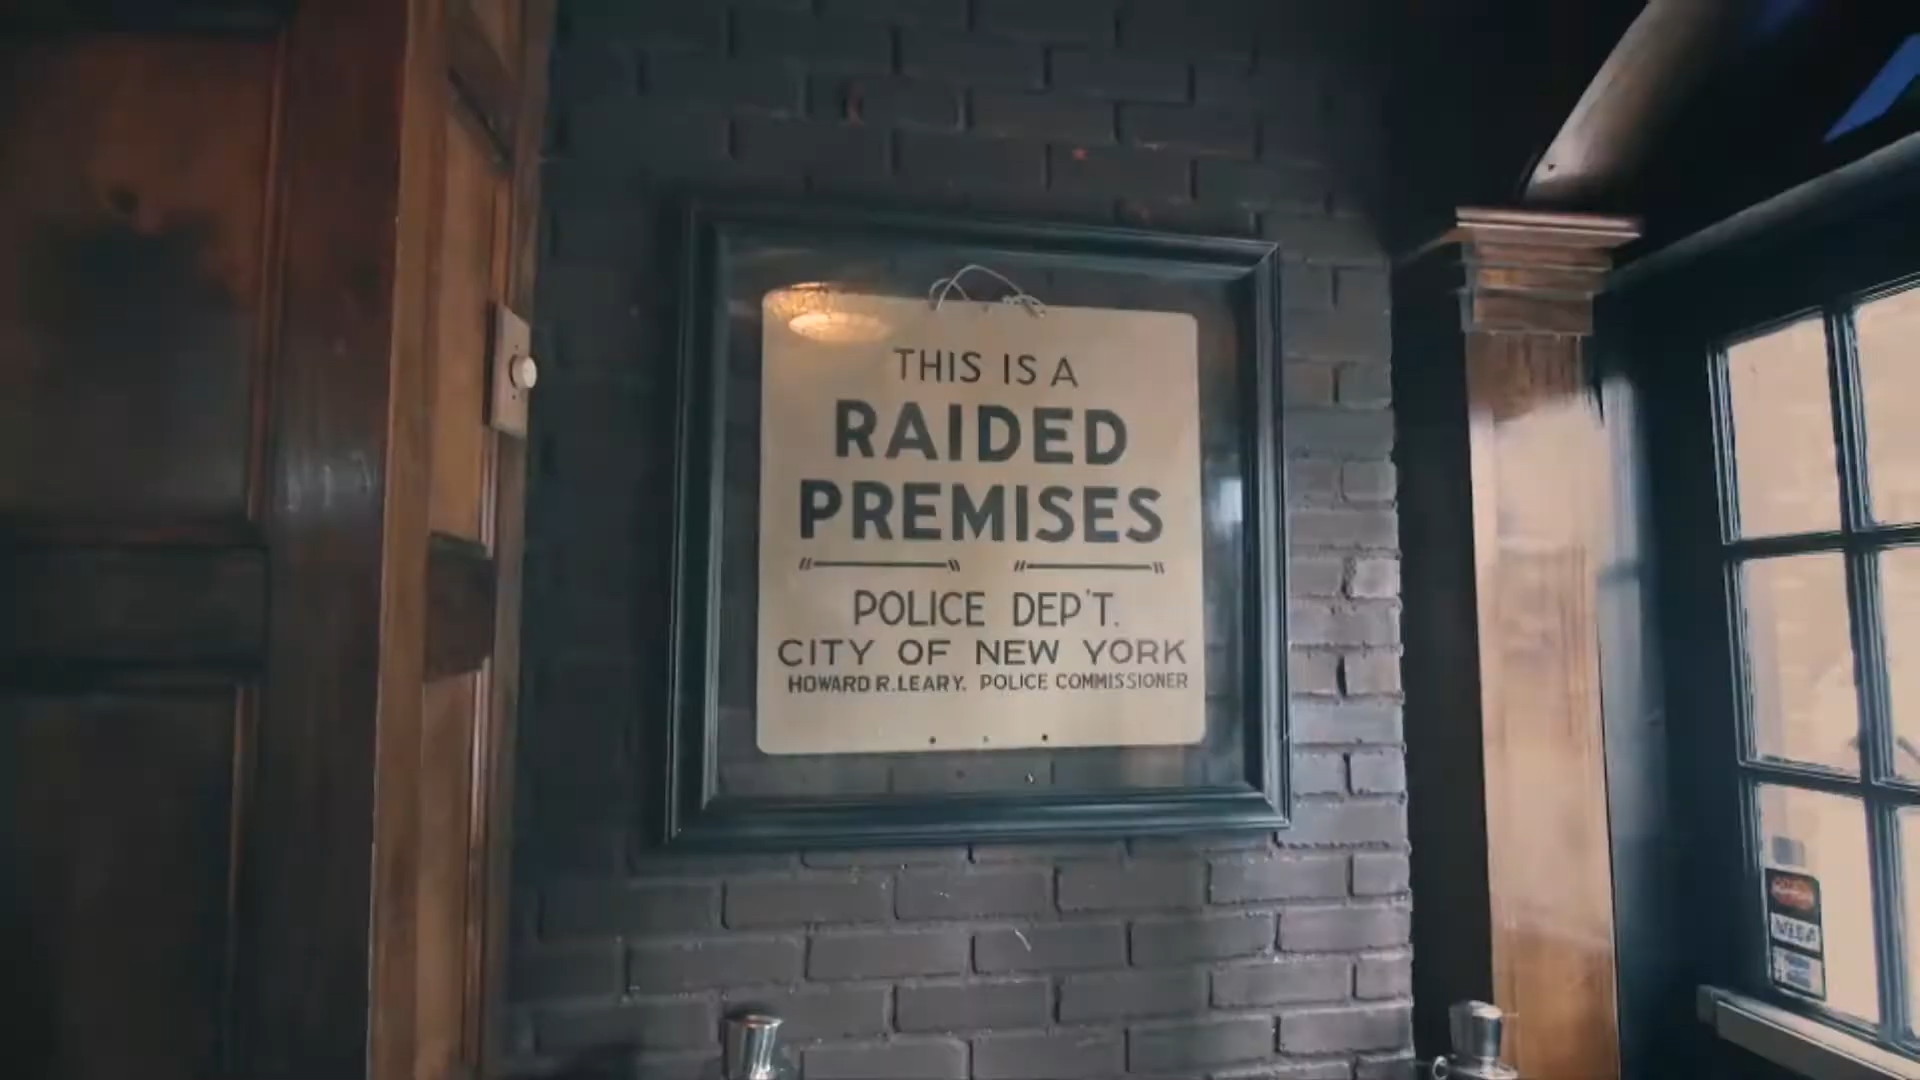 THIS IS A
RAIDED
PREMISES
POLICE DEP'T.
CITY OF NEW YORK
HOWARD R. LEARY. POLICE COMMISSIONER